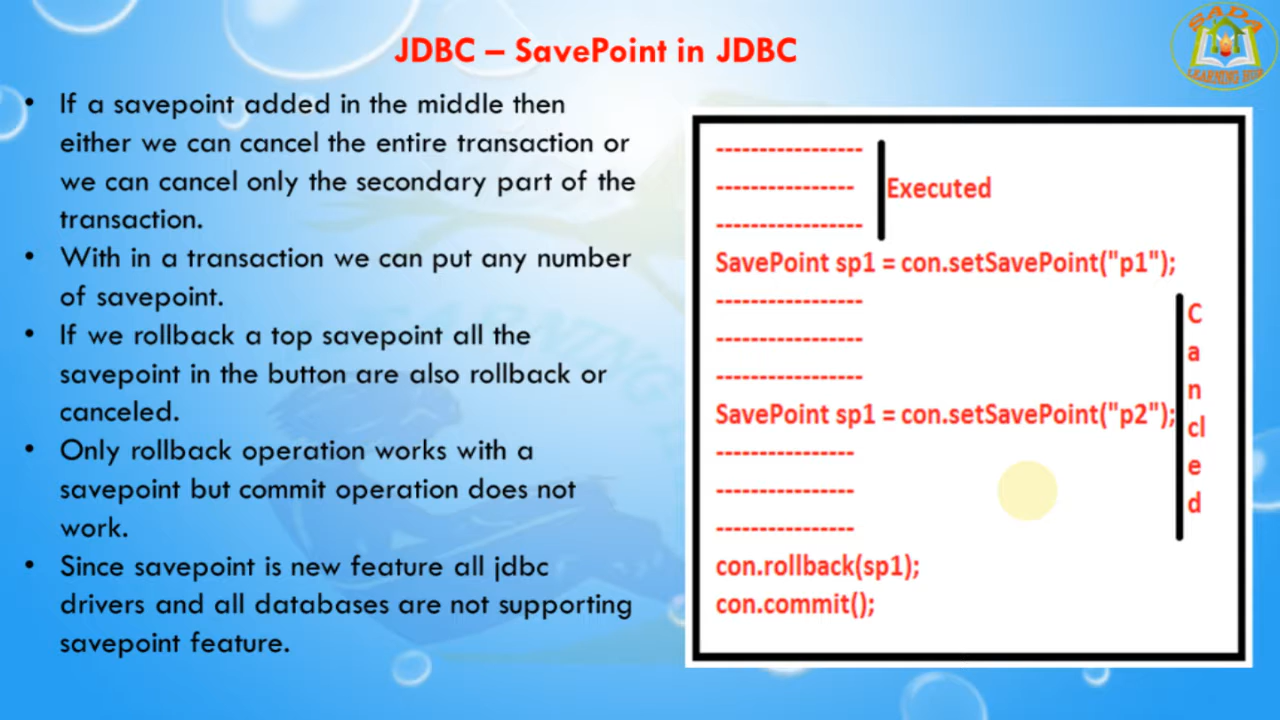 JDBC – SavePoint in JDBC
SADA
LEARNING HUB
• If a savepoint added in the middle then
either we can cancel the entire transaction or
we can cancel only the secondary part of the
transaction.
• With in a transaction we can put any number
of savepoint.
• If we rollback a top savepoint all the
savepoint in the button are also rollback or
canceled.
• Only rollback operation works with a
savepoint but commit operation does not
work.
• Since savepoint is new feature all jdbc
drivers and all databases are not supporting
savepoint feature.
-----------------
----------------
Executed
-----------------
SavePoint sp1 = con.setSavePoint("p1");
-----------------
-----------------
-----------------
SavePoint sp1 = con.setSavePoint("p2");
----------------
----------------
----------------
C
a
n
cl
e
d
con.rollback(sp1);
con.commit();